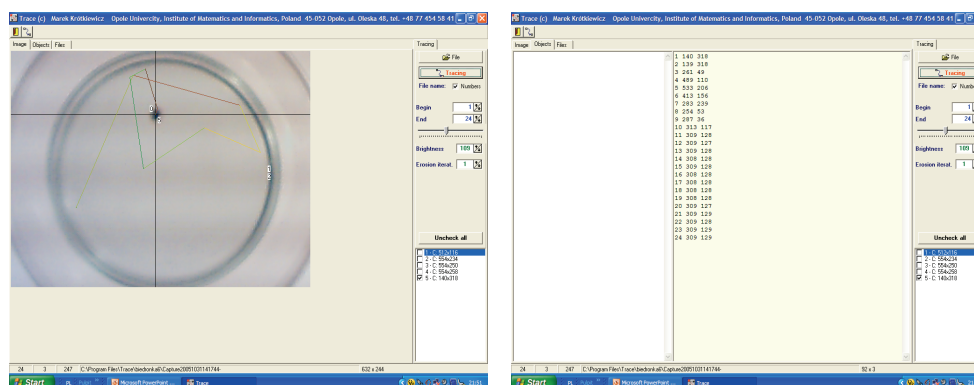 Trace (c) Marek Krótkiewicz Opole Univercity, Institute of Matematics and Informatics, Poland 45-052 Opole, ul. Oleska 48, tel. +48 77 454 58 41
Image Objects Files
Tracing
File
Tracing
File name: Numbers
Begin 1
End 24
Brightness 189
Erosion iterat. 1
Uncheck all
1 - C: 512x116
2 - C: 554x234
3 - C: 554x250
4 - C: 554x258
5 - C: 140x318
24 3 247 C:\Program Files\Trace\biedronka6\Capture20051031141744- 632 x 244
Start PL Microsoft PowerPoint ... Trace 21:51
Trace (c) Marek Krótkiewicz Opole Univercity, Institute of Matematics and Informatics, Poland 45-052 Opole, ul. Oleska 48, tel. +48 77 454 58 41
Image Objects Files
1 140 318
2 139 318
3 261 49
4 489 110
5 533 206
6 413 156
7 283 239
8 254 53
9 287 36
10 313 117
11 309 128
12 309 127
13 309 128
14 308 128
15 309 128
16 308 128
17 308 128
18 308 128
19 308 128
20 309 127
21 309 129
22 309 128
23 309 129
24 309 129
Tracing
File
Tracing
File name: Numbers
Begin 1
End 24
Brightness 189
Erosion iterat. 1
Uncheck all
1 - C: 512x116
2 - C: 554x234
3 - C: 554x250
4 - C: 554x258
5 - C: 140x318
24 3 247 C:\Program Files\Trace\biedronka6\Capture20051031141744- 92 x 3
Start PL Microsoft PowerPoint ... Trace